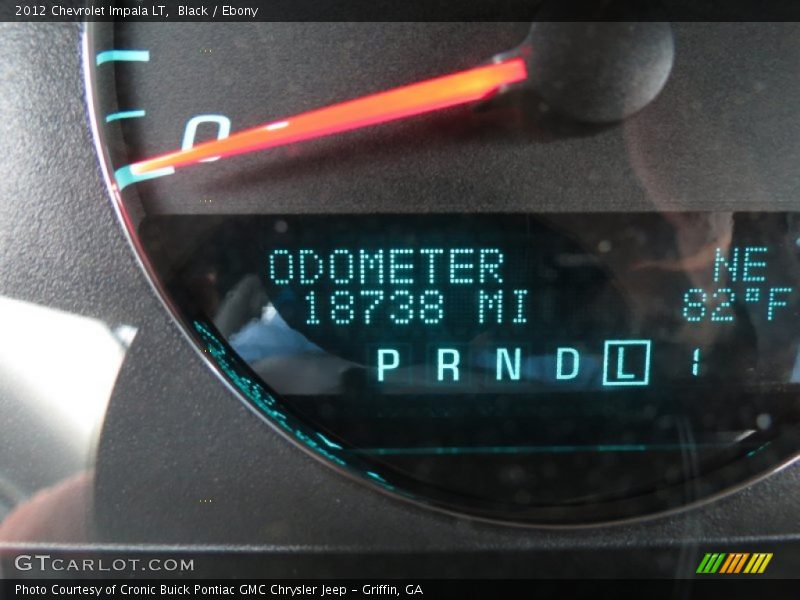 2012 Chevrolet Impala LT, Black / Ebony
0
ODOMETER NE
18738 MI 82°F
P R N D L 1
GTCARLOT.COM
Photo Courtesy of Cronic Buick Pontiac GMC Chrysler Jeep - Griffin, GA